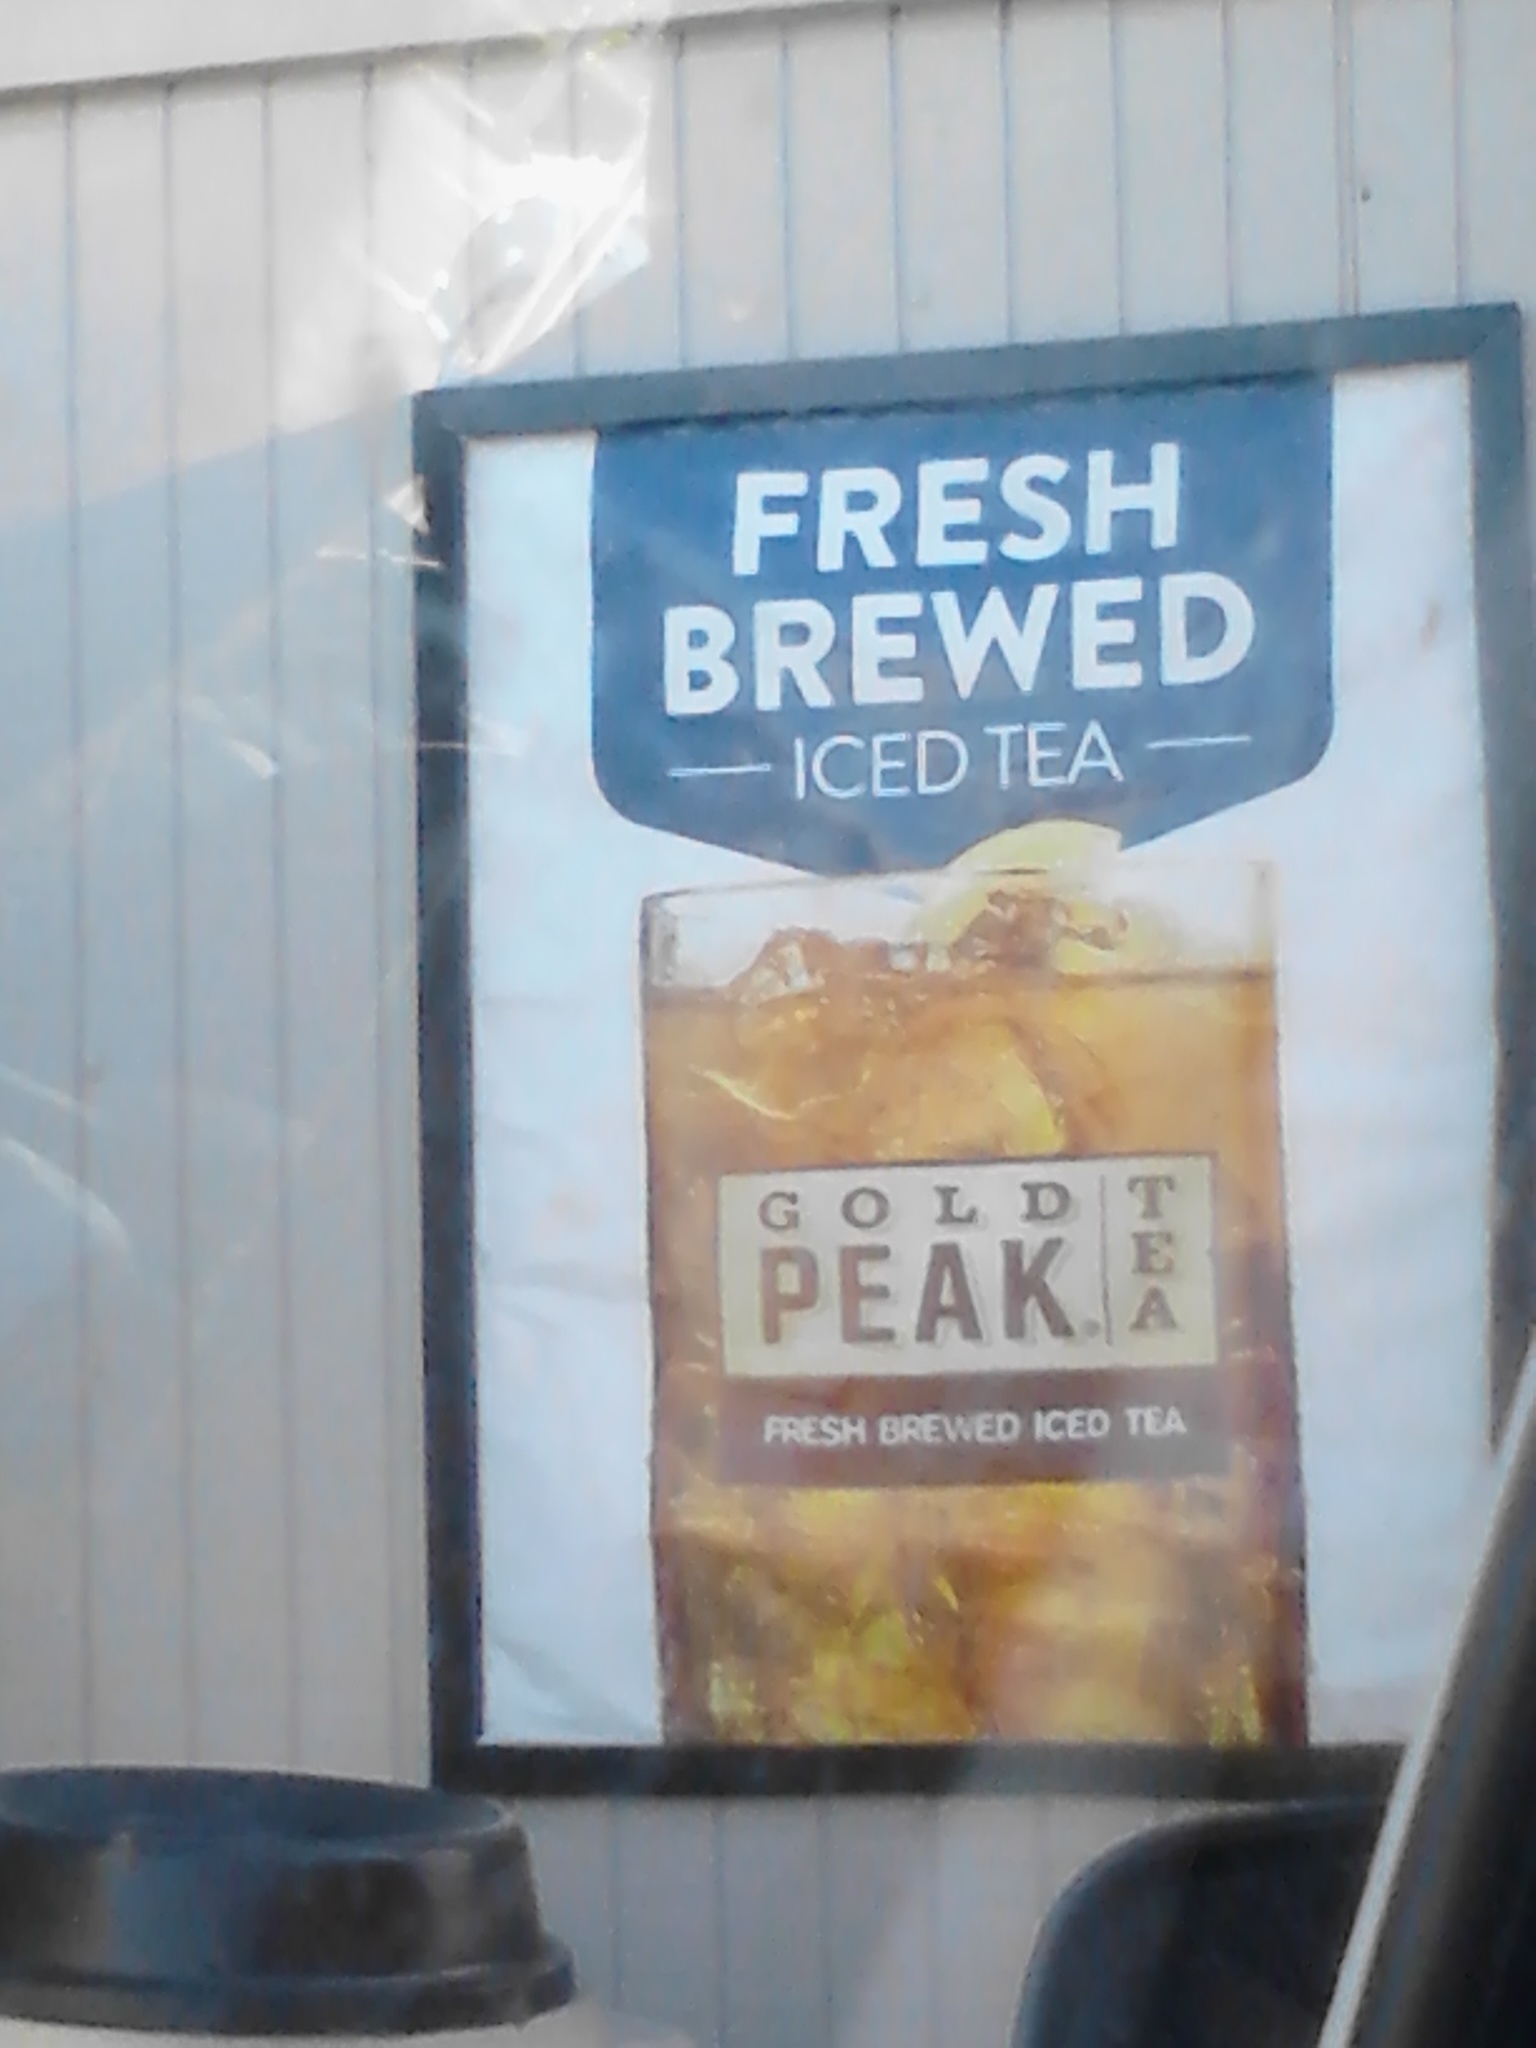 FRESH
BREWED
ICED TEA
GOLD
PEAK.
TEA
FRESH BREWED ICED TEA